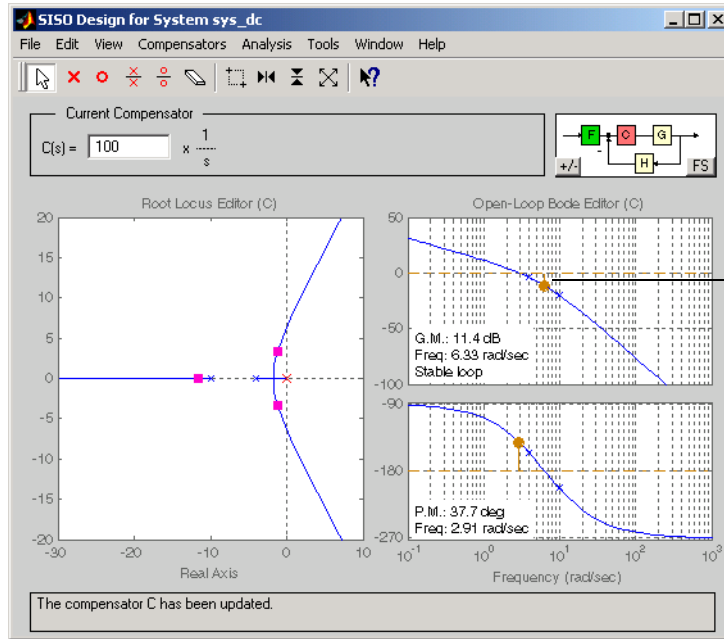 SISO Design for System sys_dc
File Edit View Compensators Analysis Tools Window Help
Current Compensator
C(s) = 100 x 1
s
F C G
H
+/- FS
Root Locus Editor (C)
20
15
10
5
0
-5
-10
-15
-20
-30 -20 -10 0 10
Real Axis
Open-Loop Bode Editor (C)
50
0
-50
-100
G.M.: 11.4 dB
Freq: 6.33 rad/sec
Stable loop
-90
-180
-270
P.M.: 37.7 deg
Freq: 2.91 rad/sec
10^-1 10^0 10^1 10^2 10^3
Frequency (rad/sec)
The compensator C has been updated.